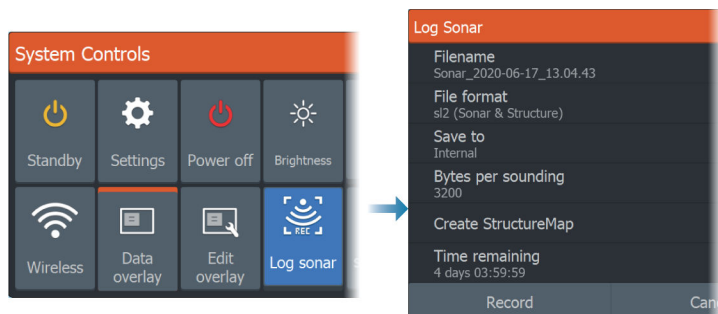 System Controls
Standby
Settings
Power off
Brightness
Wireless
Data
overlay
Edit
overlay
REC
Log sonar
Log Sonar
Filename
Sonar_2020-06-17_13.04.43
File format
sl2 (Sonar & Structure)
Save to
Internal
Bytes per sounding
3200
Create StructureMap
Time remaining
4 days 03:59:59
Record